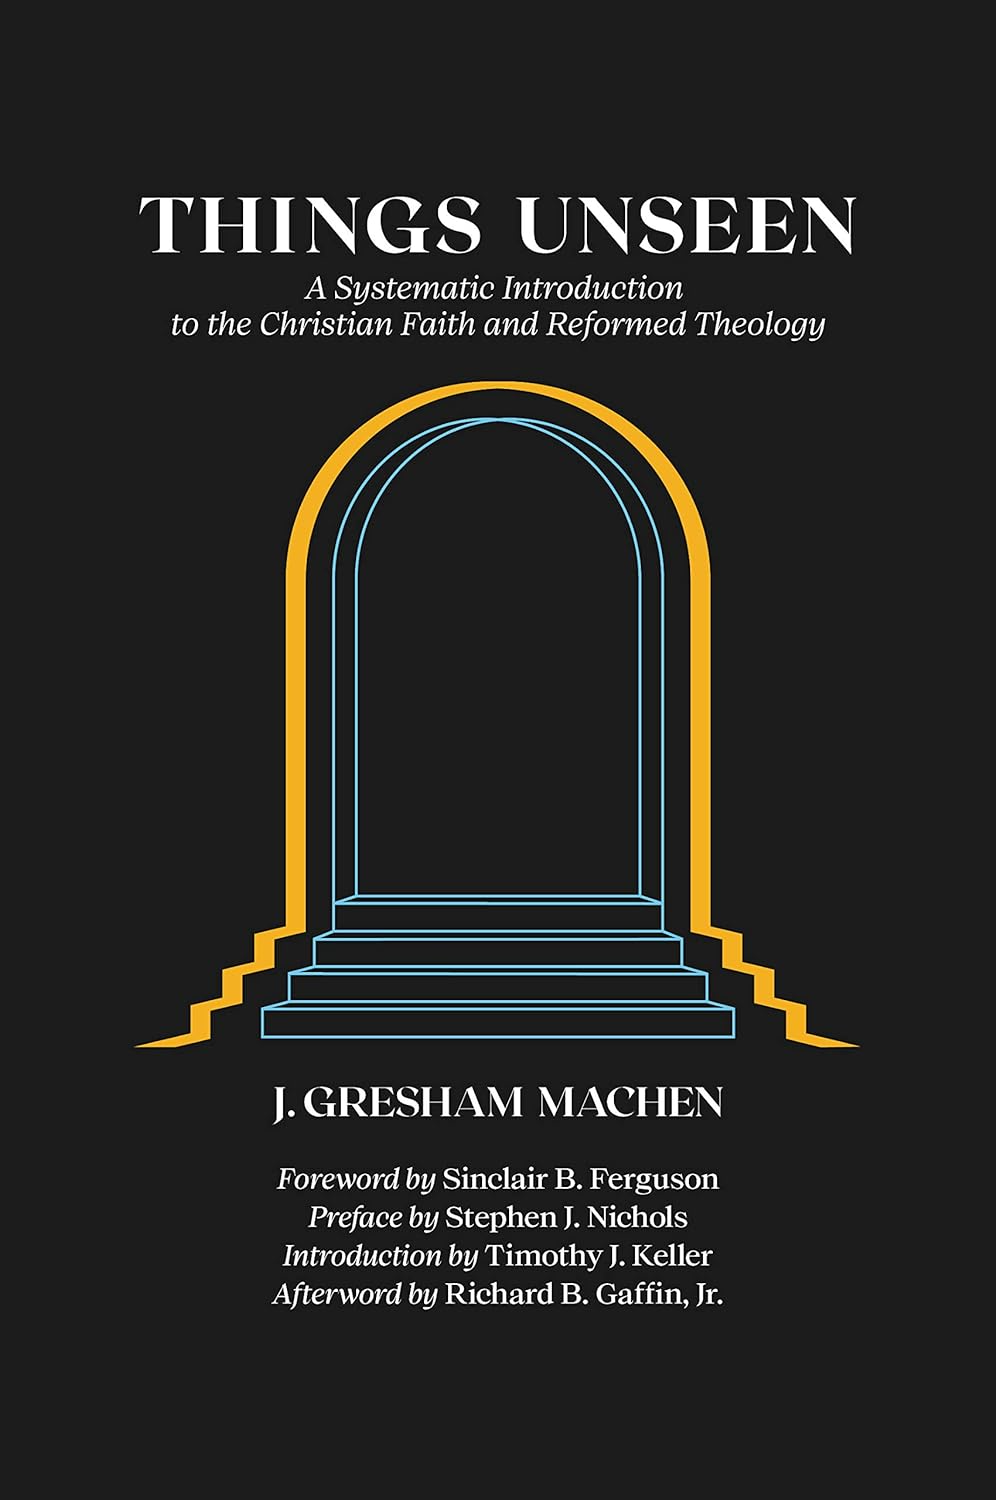 THINGS UNSEEN
A Systematic Introduction
to the Christian Faith and Reformed Theology
J. GRESHAM MACHEN
Foreword by Sinclair B. Ferguson
Preface by Stephen J. Nichols
Introduction by Timothy J. Keller
Afterword by Richard B. Gaffin, Jr.